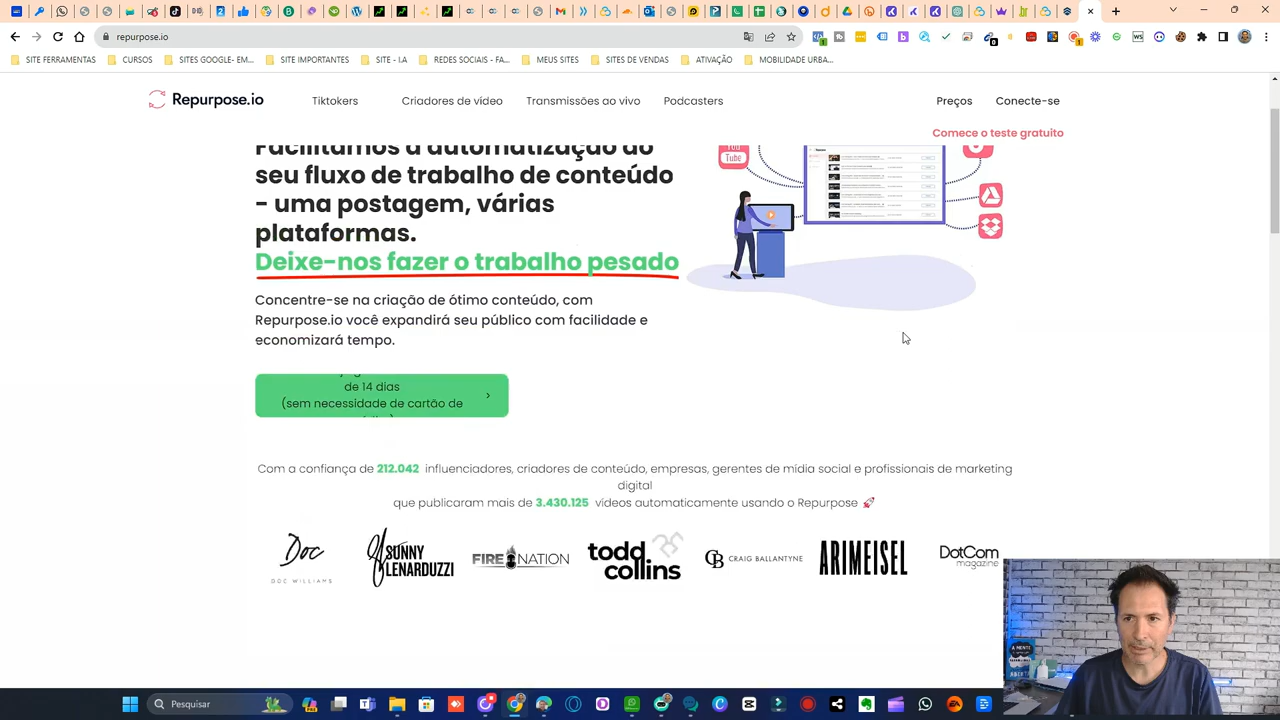 repurpose.io
SITE FERRAMENTAS
CURSOS
SITES GOOGLE- EM...
SITE IMPORTANTES
SITE - I.A
REDES SOCIAIS - FA...
MEUS SITES
SITES DE VENDAS
ATIVAÇÃO
MOBILIDADE URBA...
Repurpose.io
Tiktokers
Criadores de vídeo
Transmissões ao vivo
Podcasters
Preços
Conecte-se
Comece o teste gratuito
seu fluxo de trabalho de conteúdo
- uma postagem, várias
plataformas.
Deixe-nos fazer o trabalho pesado
Concentre-se na criação de ótimo conteúdo, com
Repurpose.io você expandirá seu público com facilidade e
economizará tempo.
de 14 dias
(sem necessidade de cartão de
You
Tube
Com a confiança de 212.042 influenciadores, criadores de conteúdo, empresas, gerentes de mídia social e profissionais de marketing
digital
que publicaram mais de 3.430.125 vídeos automaticamente usando o Repurpose 🚀
Doc
DOC WILLIAMS
SUNNY
LENARDUZZI
FIRE NATION
todd
collins
CB CRAIG BALLANTYNE
ARIMEISEL
DotCom
magazine
A MENTE
ABERTA
Pesquisar